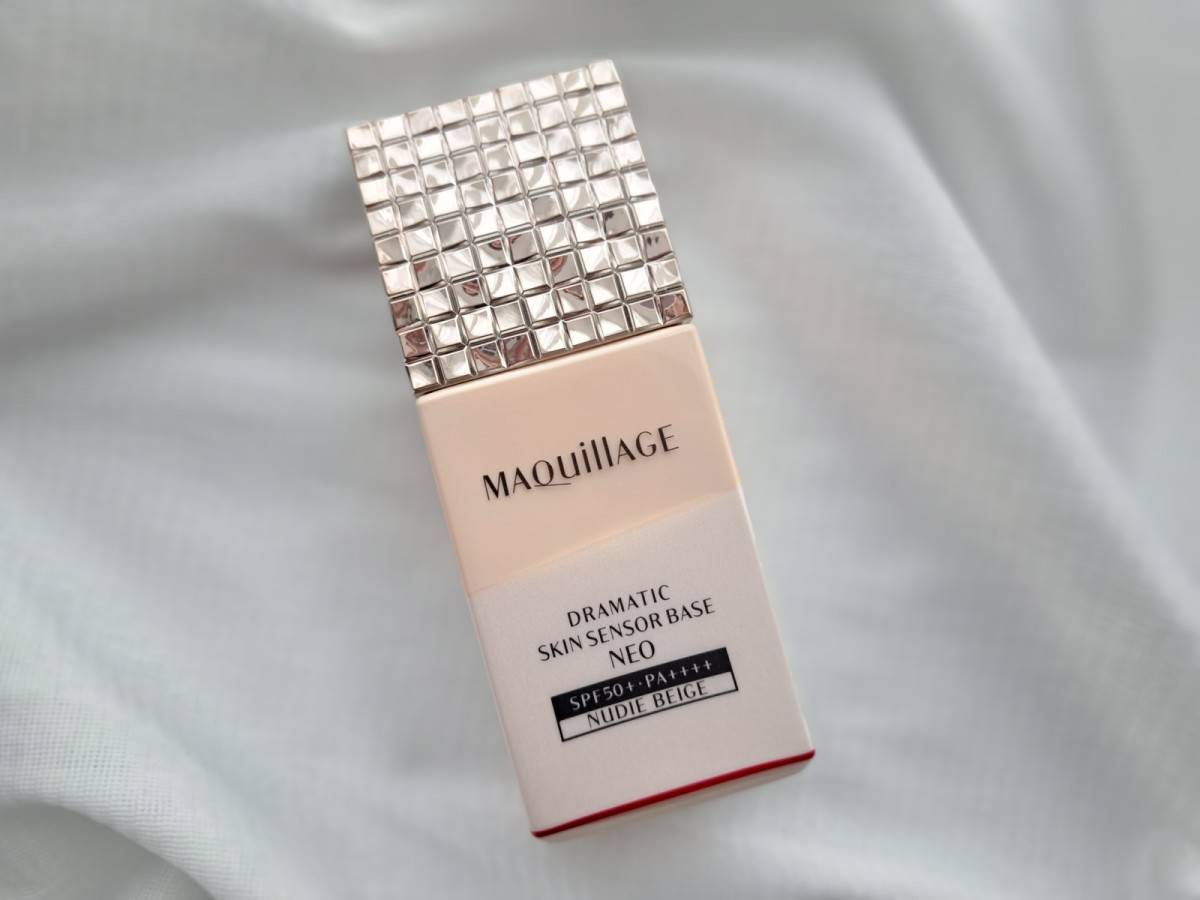 MAQuillAGE
DRAMATIC
SKIN SENSOR BASE
NEO
SPF50+・PA++++
NUDIE BEIGE